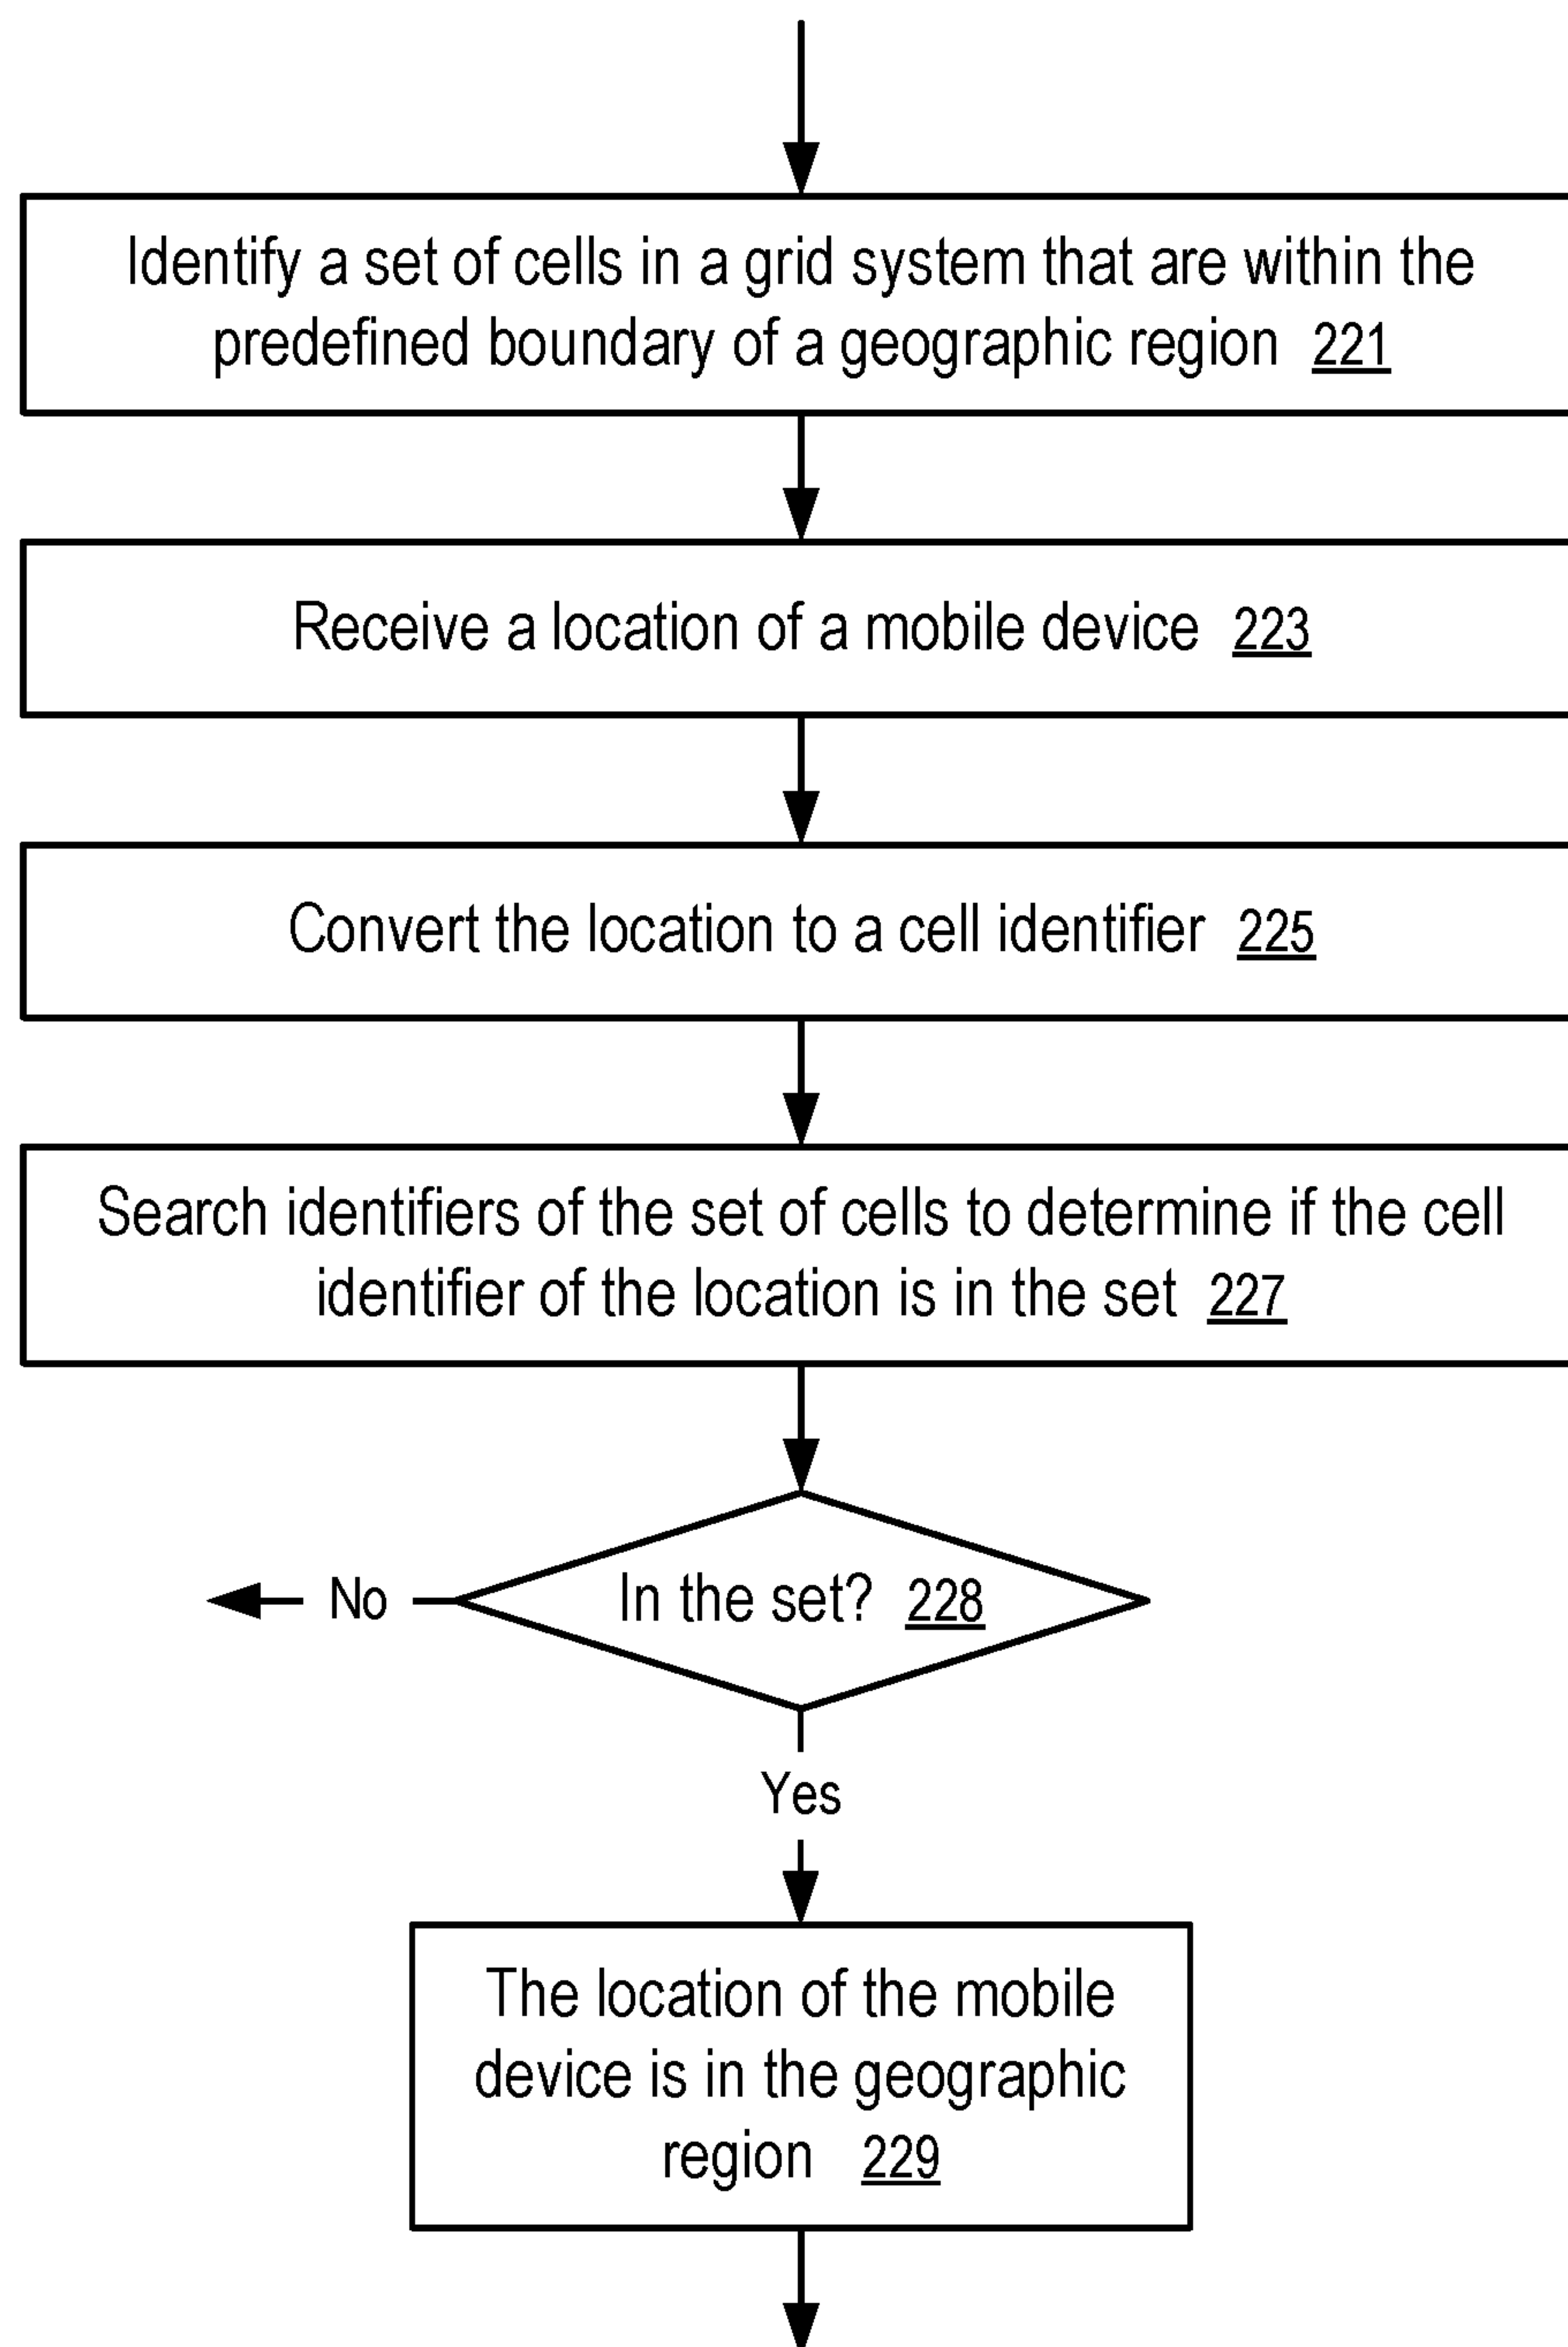 Identify a set of cells in a grid system that are within the
predefined boundary of a geographic region 221
Receive a location of a mobile device 223
Convert the location to a cell identifier 225
Search identifiers of the set of cells to determine if the cell
identifier of the location is in the set 227
In the set? 228
No
Yes
The location of the mobile
device is in the geographic
region 229